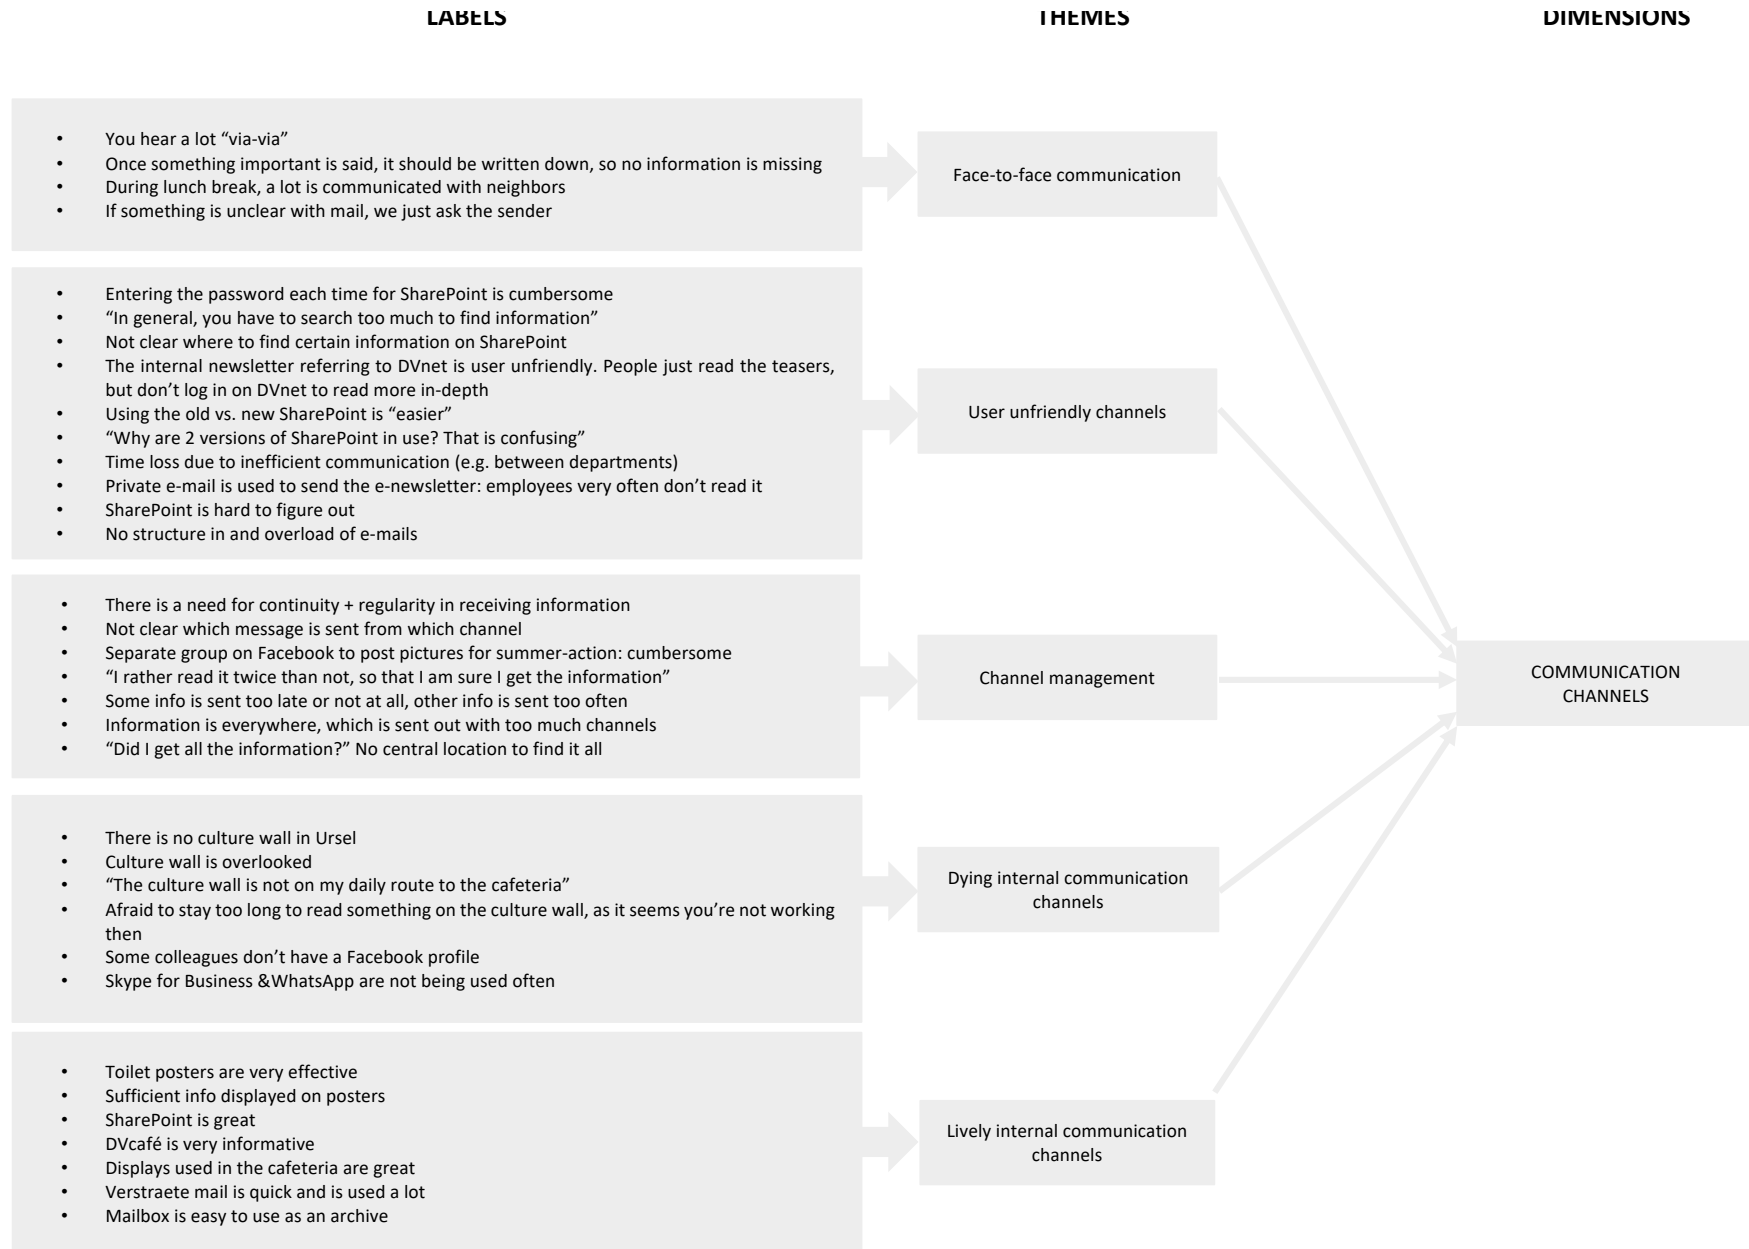 LABELS
THEMES
DIMENSIONS
• You hear a lot “via-via”
• Once something important is said, it should be written down, so no information is missing
• During lunch break, a lot is communicated with neighbors
• If something is unclear with mail, we just ask the sender
Face-to-face communication
• Entering the password each time for SharePoint is cumbersome
• “In general, you have to search too much to find information”
• Not clear where to find certain information on SharePoint
• The internal newsletter referring to DVnet is user unfriendly. People just read the teasers,
but don’t log in on DVnet to read more in-depth
• Using the old vs. new SharePoint is “easier”
• “Why are 2 versions of SharePoint in use? That is confusing”
• Time loss due to inefficient communication (e.g. between departments)
• Private e-mail is used to send the e-newsletter: employees very often don’t read it
• SharePoint is hard to figure out
• No structure in and overload of e-mails
User unfriendly channels
• There is a need for continuity + regularity in receiving information
• Not clear which message is sent from which channel
• Separate group on Facebook to post pictures for summer-action: cumbersome
• “I rather read it twice than not, so that I am sure I get the information”
• Some info is sent too late or not at all, other info is sent too often
• Information is everywhere, which is sent out with too much channels
• “Did I get all the information?” No central location to find it all
Channel management
COMMUNICATION
CHANNELS
• There is no culture wall in Ursel
• Culture wall is overlooked
• “The culture wall is not on my daily route to the cafeteria”
• Afraid to stay too long to read something on the culture wall, as it seems you’re not working
then
• Some colleagues don’t have a Facebook profile
• Skype for Business &WhatsApp are not being used often
Dying internal communication
channels
• Toilet posters are very effective
• Sufficient info displayed on posters
• SharePoint is great
• DVcafé is very informative
• Displays used in the cafeteria are great
• Verstraete mail is quick and is used a lot
• Mailbox is easy to use as an archive
Lively internal communication
channels